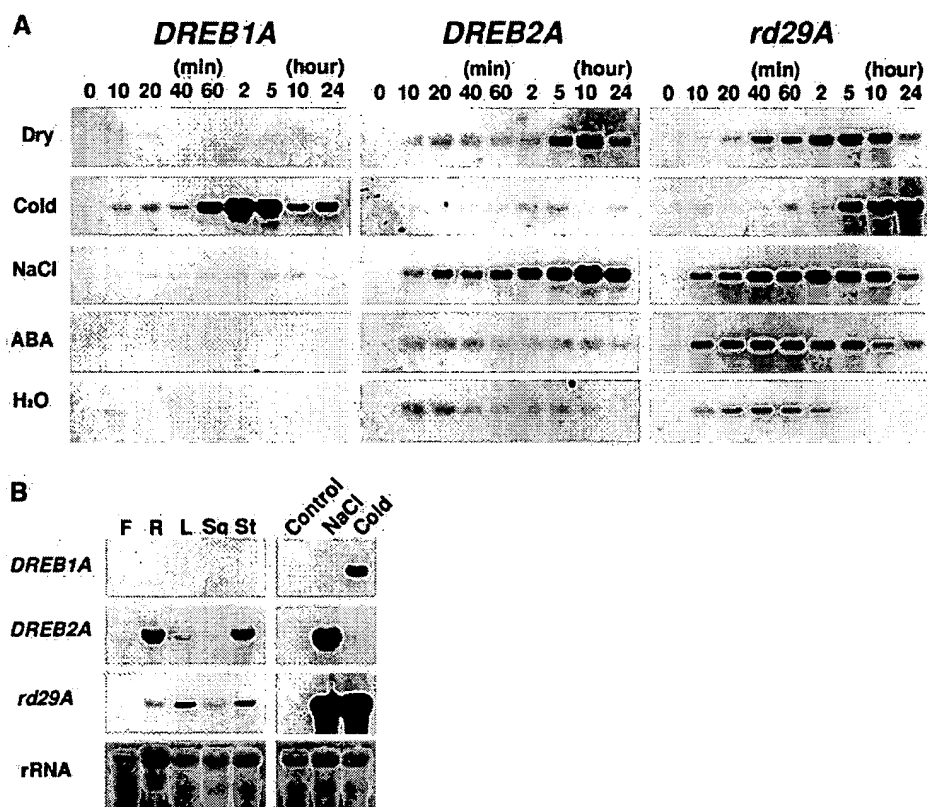 A
DREB1A DREB2A rd29A
(min) (hour) (min) (hour) (min) (hour)
0 10 20 40 60 2 5 10 24 0 10 20 40 60 2 5 10 24 0 10 20 40 60 2 5 10 24
Dry
Cold
NaCl
ABA
H₂O
B
F R L Sq St Control NaCl Cold
DREB1A
DREB2A
rd29A
rRNA